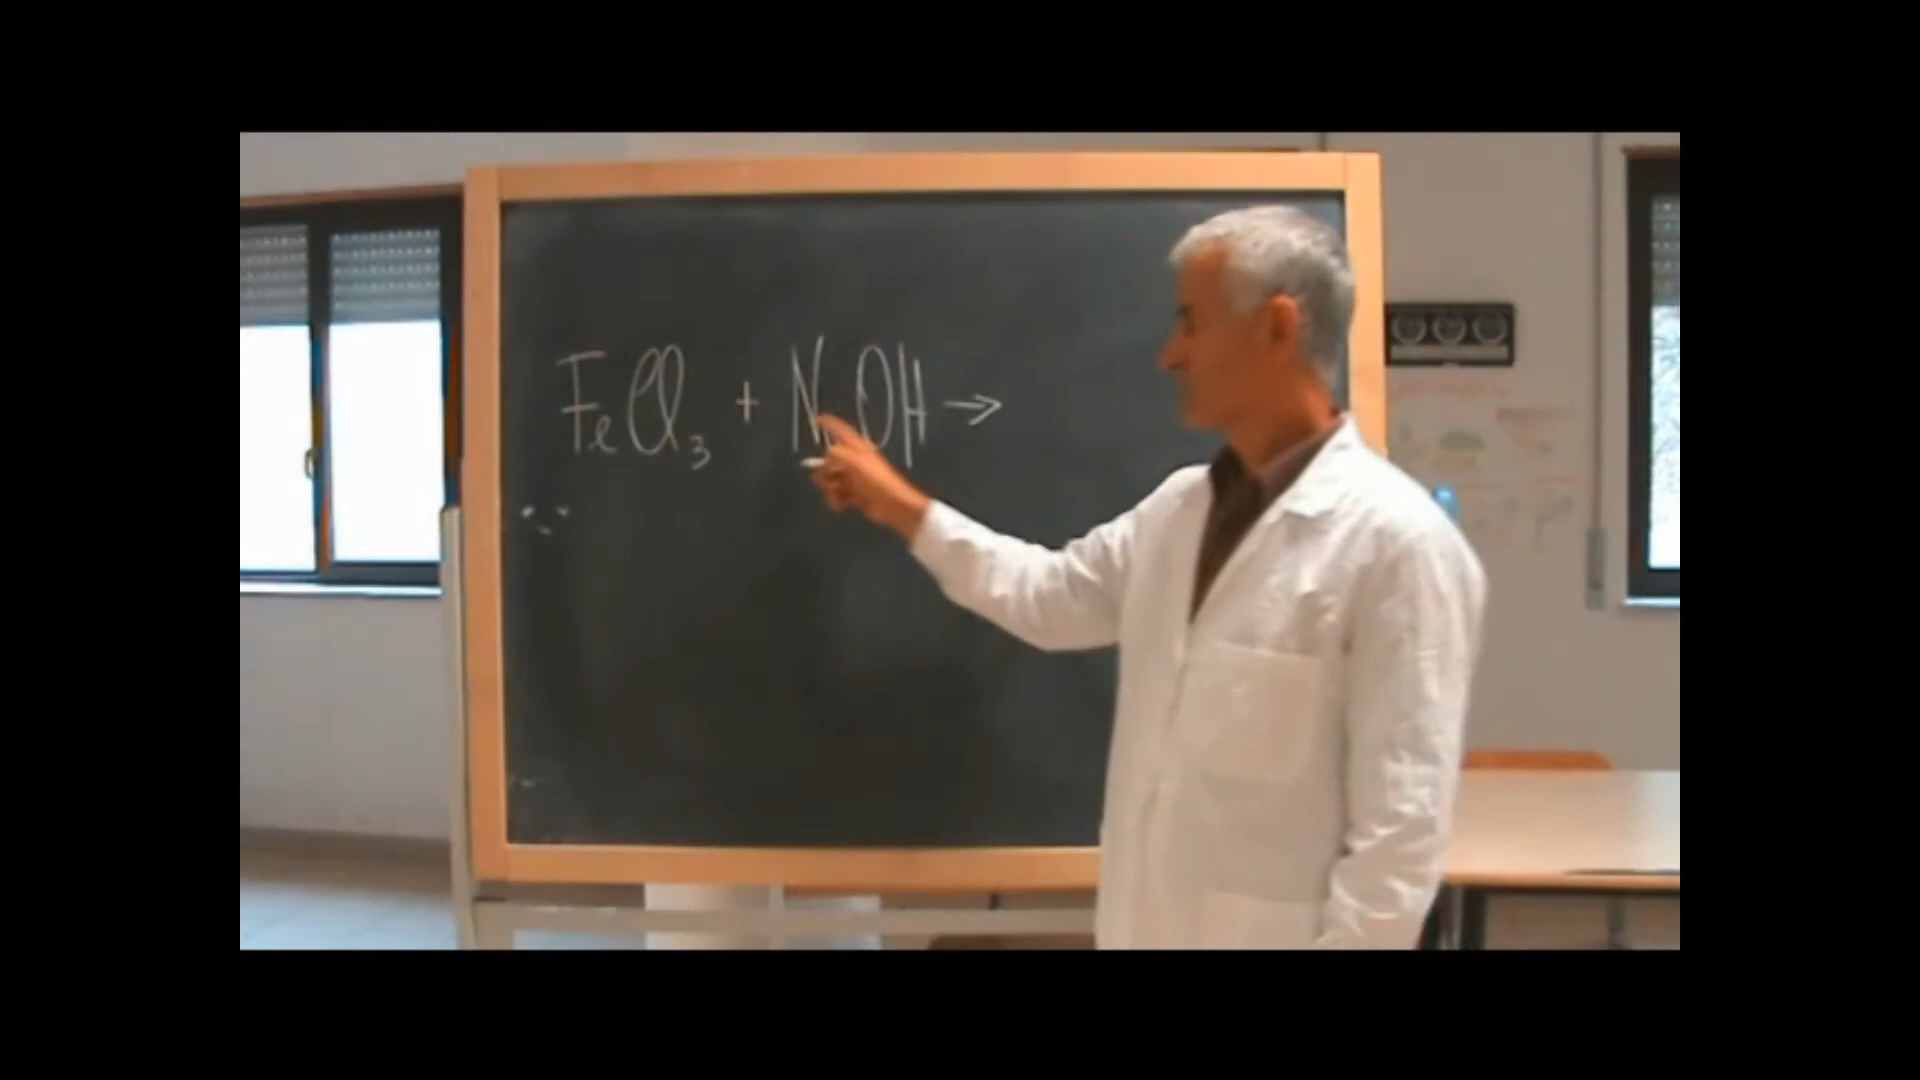 FeCl₃ + NaOH →